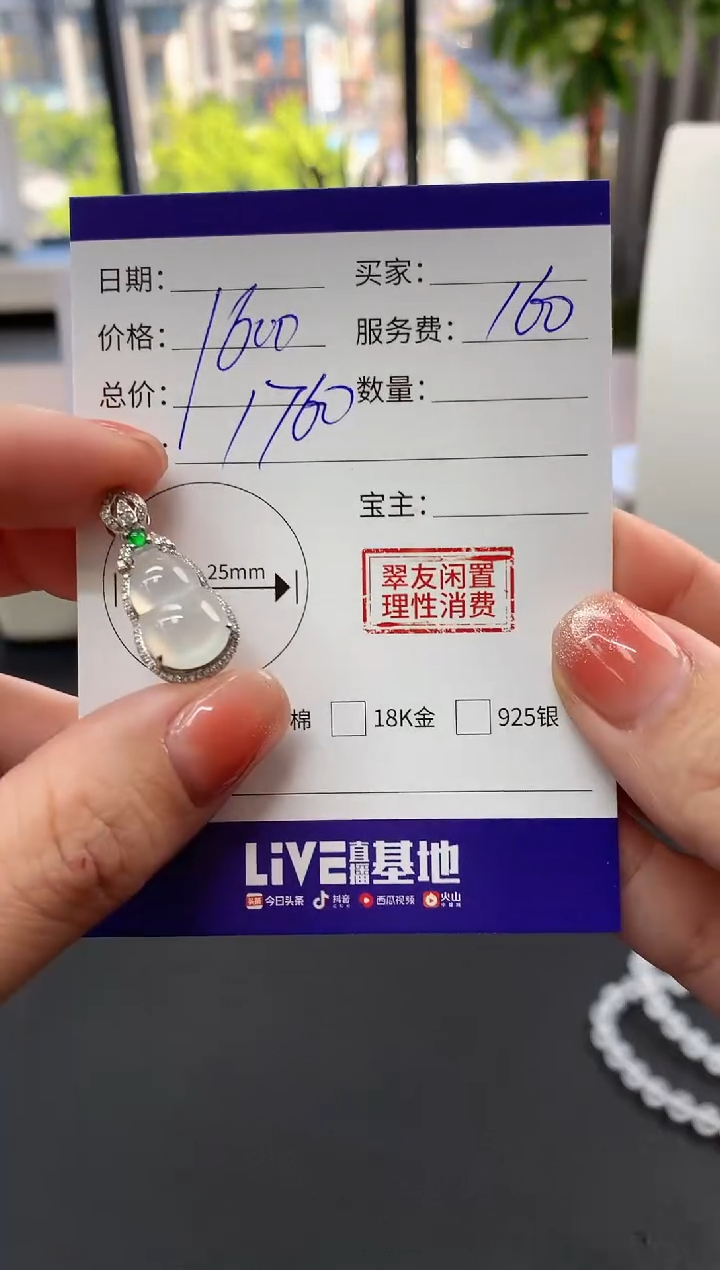 日期： 买家：
价格：1600 服务费：160
总价：1760 数量：
宝主：
25mm
翠友闲置
理性消费
棉 18K金 925银
LiVE直播基地
头条 今日头条 抖音 西瓜视频 火山